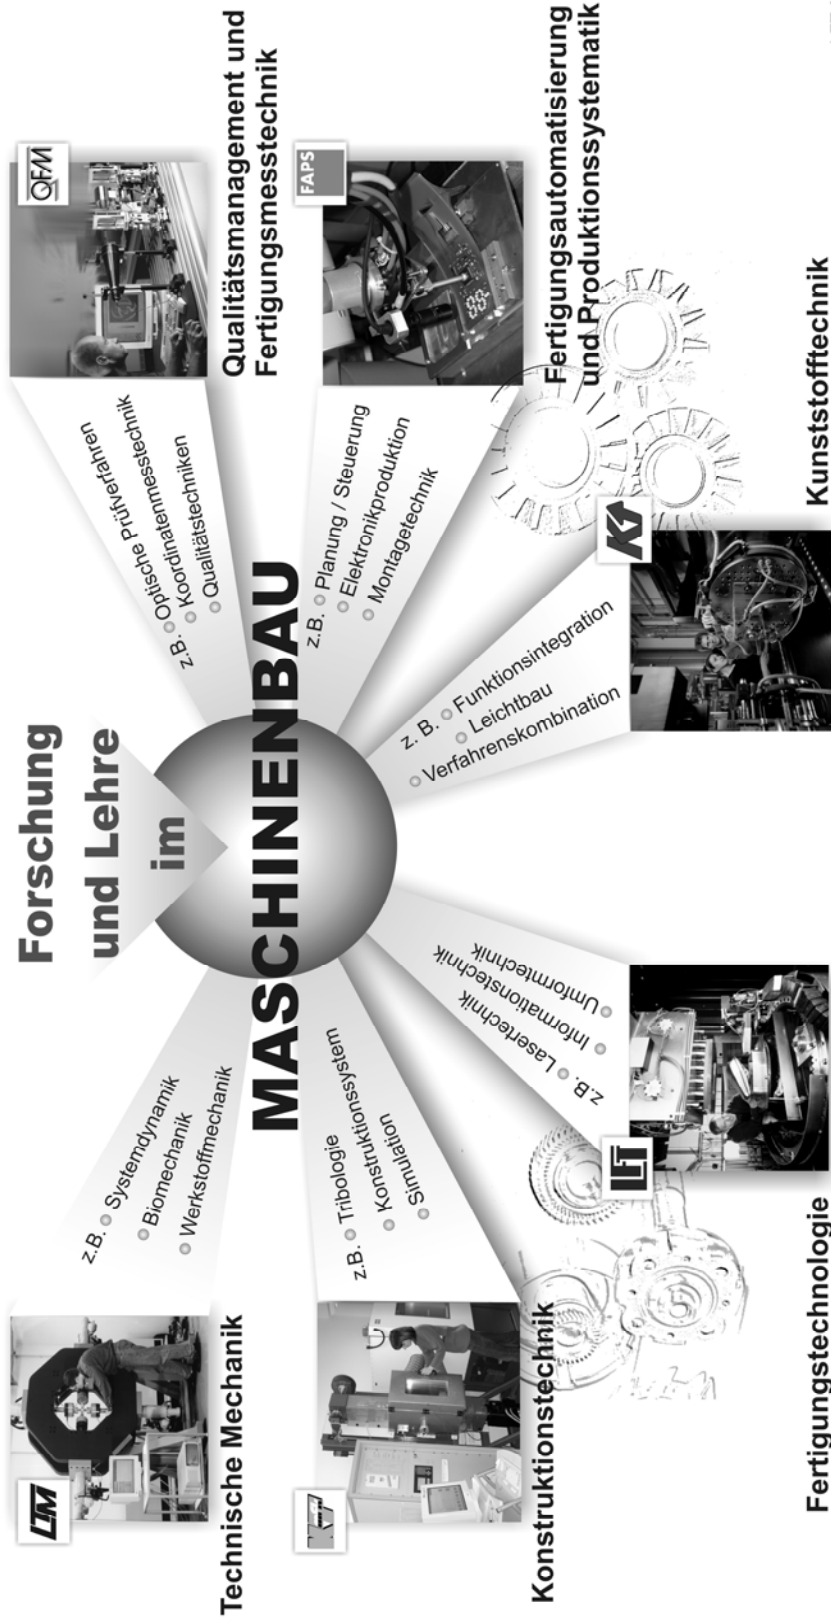 Forschung
und Lehre
im
MASCHINENBAU
LTM
Technische Mechanik
z.B. Systemdynamik
Biomechanik
Werkstoffmechanik
Konstruktionstechnik
z.B. Tribologie
Konstruktionssystem
Simulation
LFT
Fertigungstechnologie
z.B. Lasertechnik
Informationstechnik
Umformtechnik
KT
Kunststofftechnik
z. B. Funktionsintegration
Leichtbau
Verfahrenskombination
FAPS
Fertigungsautomatisierung
und Produktionssystematik
z.B. Planung / Steuerung
Elektronikproduktion
Montagetechnik
QFM
Qualitätsmanagement und
Fertigungsmesstechnik
z.B. Optische Prüfverfahren
Koordinatenmesstechnik
Qualitätstechniken